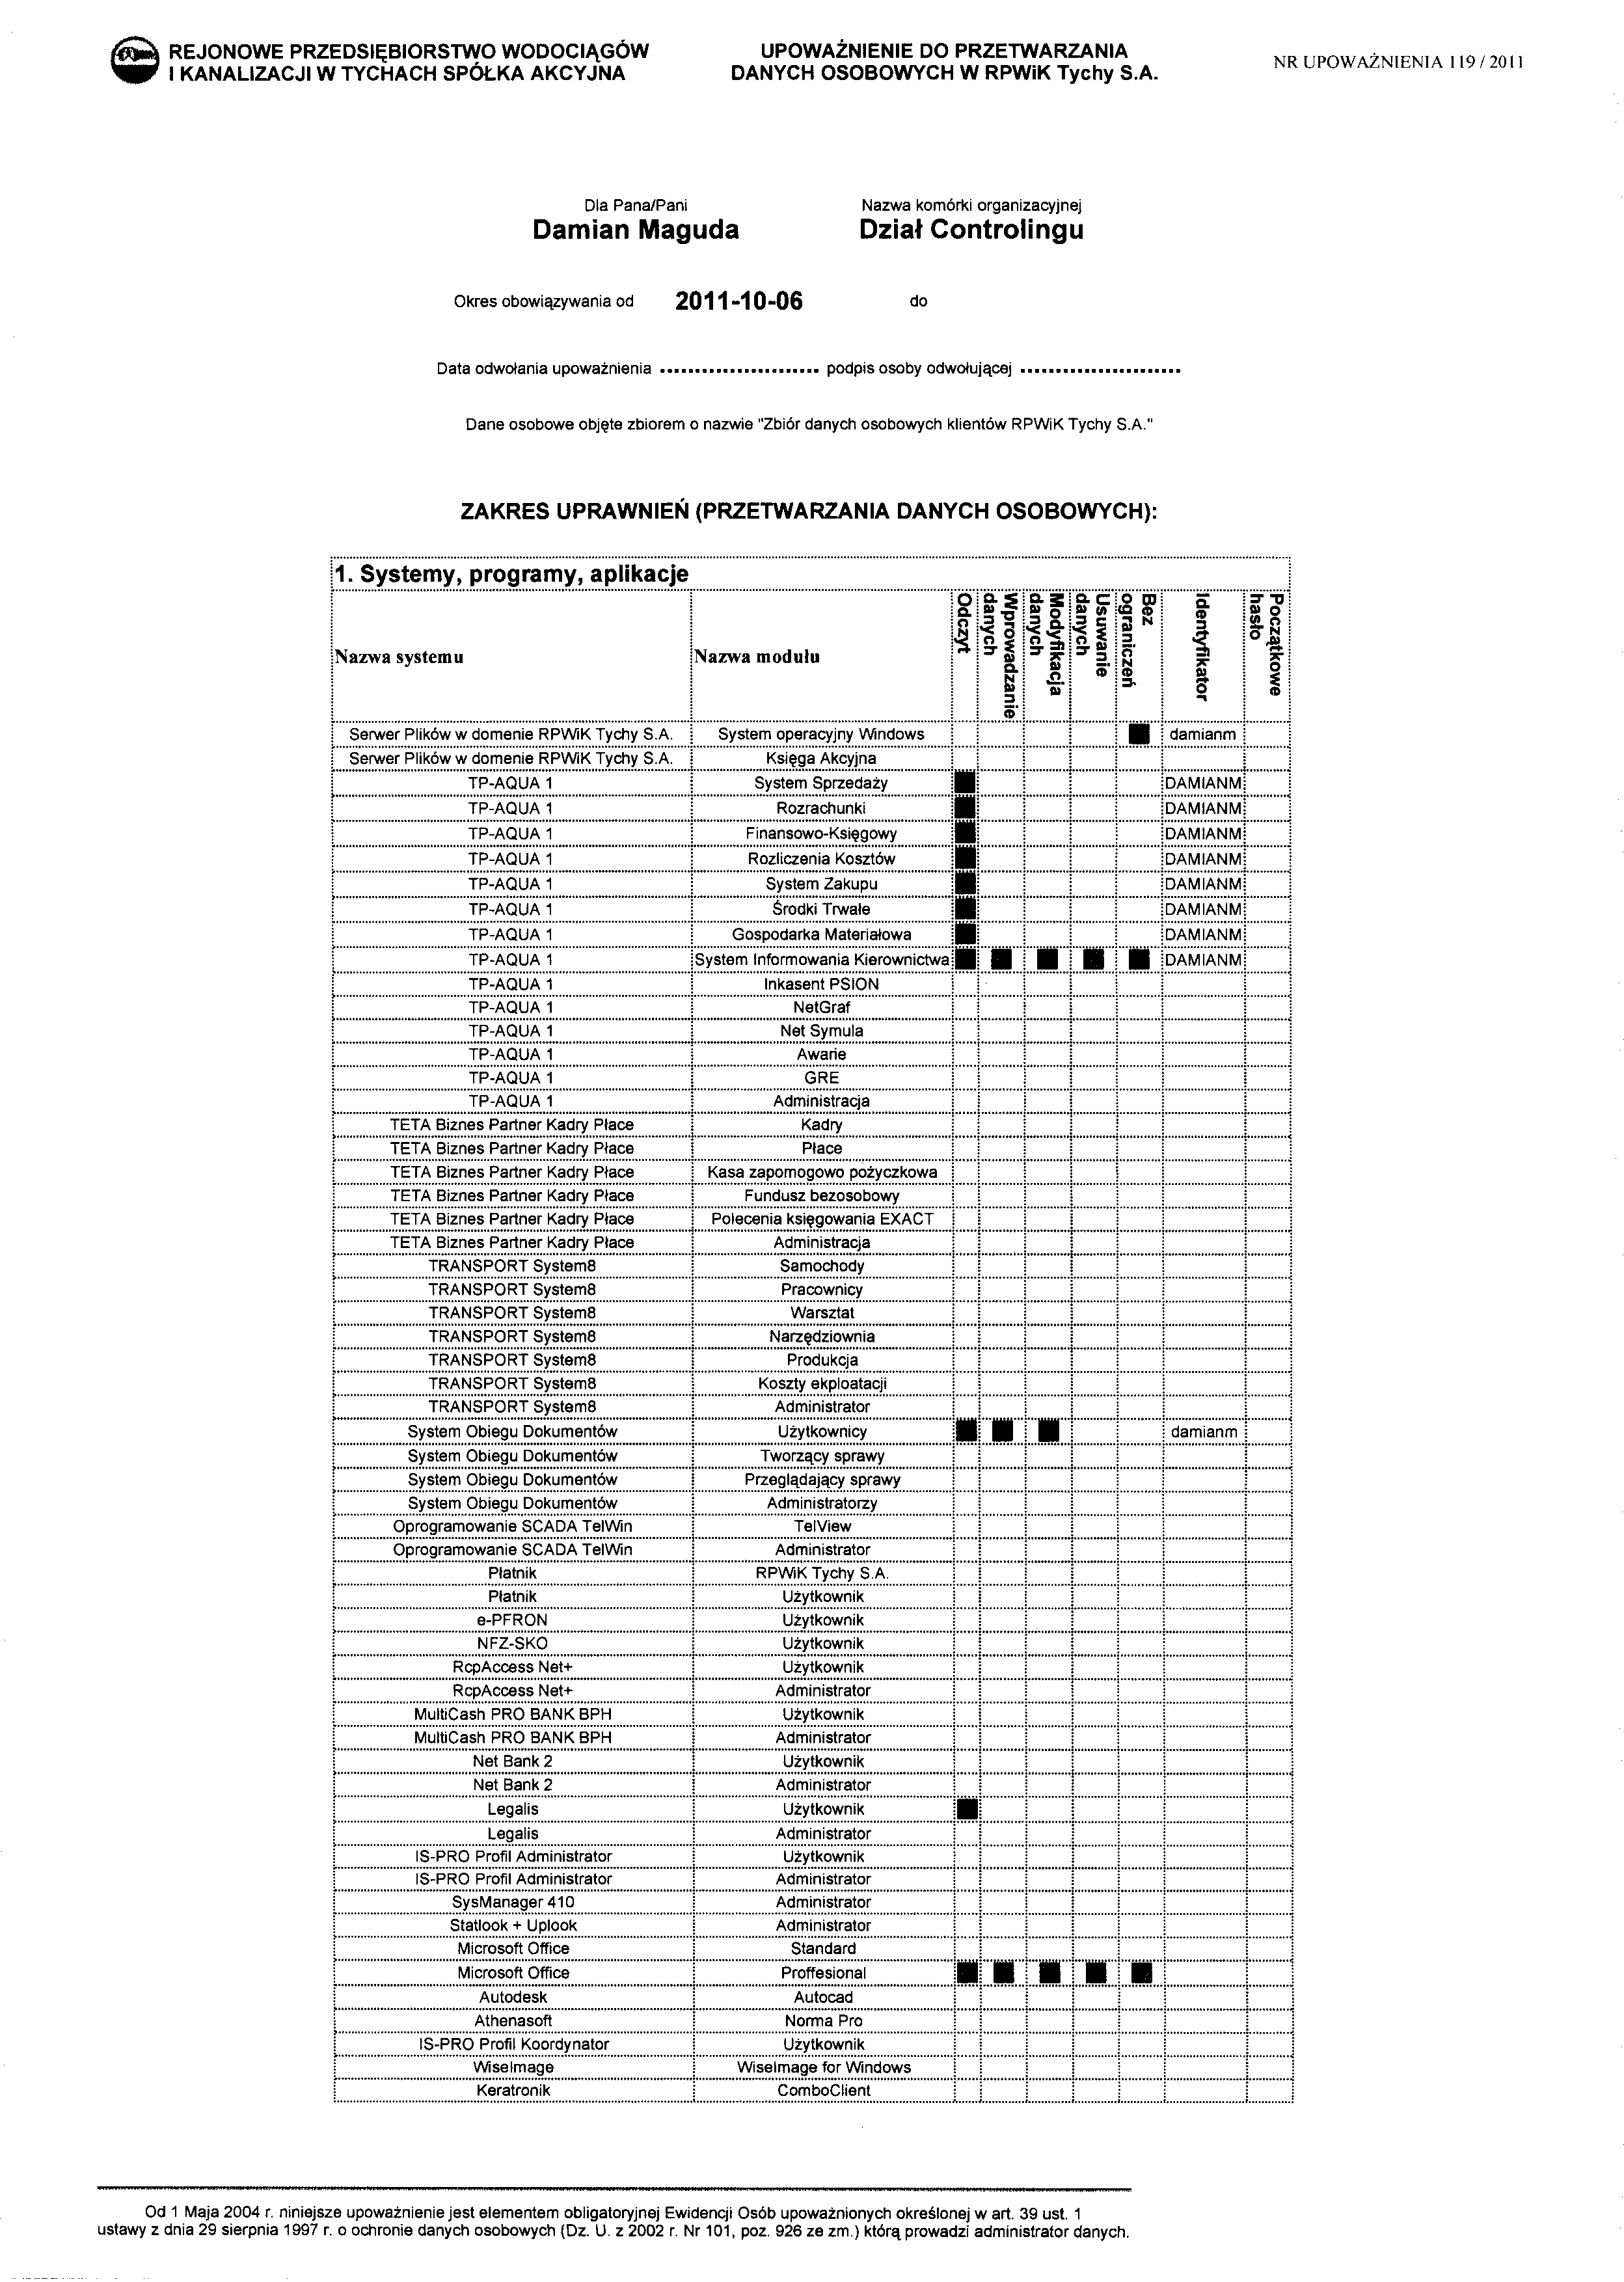 REJONOWE PRZEDSIĘBIORSTWO WODOCIĄGÓW
I KANALIZACJI W TYCHACH SPÓŁKA AKCYJNA
UPOWAŻNIENIE DO PRZETWARZANIA
DANYCH OSOBOWYCH W RPWiK Tychy S.A.
NR UPOWAŻNIENIA 119 / 2011
Dla Pana/Pani
Damian Maguda
Nazwa komórki organizacyjnej
Dział Controlingu
Okres obowiązywania od 2011-10-06 do
Data odwołania upoważnienia ....................... podpis osoby odwołującej .......................
Dane osobowe objęte zbiorem o nazwie "Zbiór danych osobowych klientów RPWiK Tychy S.A."
ZAKRES UPRAWNIEŃ (PRZETWARZANIA DANYCH OSOBOWYCH):
1. Systemy, programy, aplikacje
Nazwa systemu Nazwa modułu Odczyt Wprowadzanie danych Modyfikacja danych Usuwanie danych Bez ograniczeń Identyfikator Początkowe hasło
Serwer Plików w domenie RPWiK Tychy S.A. System operacyjny Windows ■ damianm
Serwer Plików w domenie RPWiK Tychy S.A. Księga Akcyjna
TP-AQUA 1 System Sprzedaży ■ DAMIANM
TP-AQUA 1 Rozrachunki ■ DAMIANM
TP-AQUA 1 Finansowo-Księgowy ■ DAMIANM
TP-AQUA 1 Rozliczenia Kosztów ■ DAMIANM
TP-AQUA 1 System Zakupu ■ DAMIANM
TP-AQUA 1 Środki Trwałe ■ DAMIANM
TP-AQUA 1 Gospodarka Materiałowa ■ DAMIANM
TP-AQUA 1 System Informowania Kierownictwa ■ ■ ■ ■ ■ DAMIANM
TP-AQUA 1 Inkasent PSION
TP-AQUA 1 NetGraf
TP-AQUA 1 Net Symula
TP-AQUA 1 Awarie
TP-AQUA 1 GRE
TP-AQUA 1 Administracja
TETA Biznes Partner Kadry Płace Kadry
TETA Biznes Partner Kadry Płace Płace
TETA Biznes Partner Kadry Płace Kasa zapomogowo pożyczkowa
TETA Biznes Partner Kadry Płace Fundusz bezosobowy
TETA Biznes Partner Kadry Płace Polecenia księgowania EXACT
TETA Biznes Partner Kadry Płace Administracja
TRANSPORT System8 Samochody
TRANSPORT System8 Pracownicy
TRANSPORT System8 Warsztat
TRANSPORT System8 Narzędziownia
TRANSPORT System8 Produkcja
TRANSPORT System8 Koszty ekploatacji
TRANSPORT System8 Administrator
System Obiegu Dokumentów Użytkownicy ■ ■ ■ damianm
System Obiegu Dokumentów Tworzący sprawy
System Obiegu Dokumentów Przeglądający sprawy
System Obiegu Dokumentów Administratorzy
Oprogramowanie SCADA TelWin TelView
Oprogramowanie SCADA TelWin Administrator
Płatnik RPWiK Tychy S.A.
Płatnik Użytkownik
e-PFRON Użytkownik
NFZ-SKO Użytkownik
RcpAccess Net+ Użytkownik
RcpAccess Net+ Administrator
MultiCash PRO BANK BPH Użytkownik
MultiCash PRO BANK BPH Administrator
Net Bank 2 Użytkownik
Net Bank 2 Administrator
Legalis Użytkownik ■
Legalis Administrator
IS-PRO Profil Administrator Użytkownik
IS-PRO Profil Administrator Administrator
SysManager 410 Administrator
Statlook + Uplook Administrator
Microsoft Office Standard
Microsoft Office Proffesional ■ ■ ■ ■ ■
Autodesk Autocad
Athenasoft Norma Pro
IS-PRO Profil Koordynator Użytkownik
WiseImage WiseImage for Windows
Keratronik ComboClient
Od 1 Maja 2004 r. niniejsze upoważnienie jest elementem obligatoryjnej Ewidencji Osób upoważnionych określonej w art. 39 ust. 1
ustawy z dnia 29 sierpnia 1997 r. o ochronie danych osobowych (Dz. U. z 2002 r. Nr 101, poz. 926 ze zm.) którą prowadzi administrator danych.